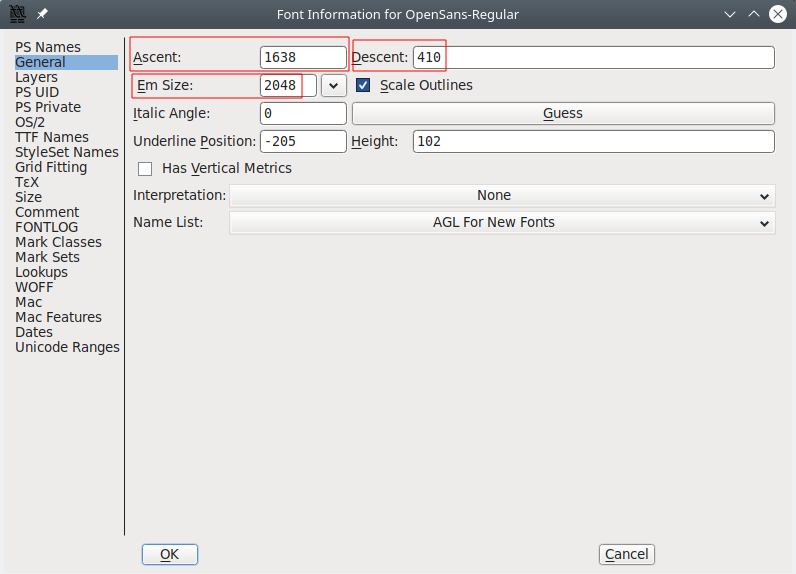 Font Information for OpenSans-Regular
PS Names
General
Layers
PS UID
PS Private
OS/2
TTF Names
StyleSet Names
Grid Fitting
ΤεΧ
Size
Comment
FONTLOG
Mark Classes
Mark Sets
Lookups
WOFF
Mac
Mac Features
Dates
Unicode Ranges
Ascent: 1638 Descent: 410
Em Size: 2048 Scale Outlines
Italic Angle: 0 Guess
Underline Position: -205 Height: 102
Has Vertical Metrics
Interpretation: None
Name List: AGL For New Fonts
OK Cancel